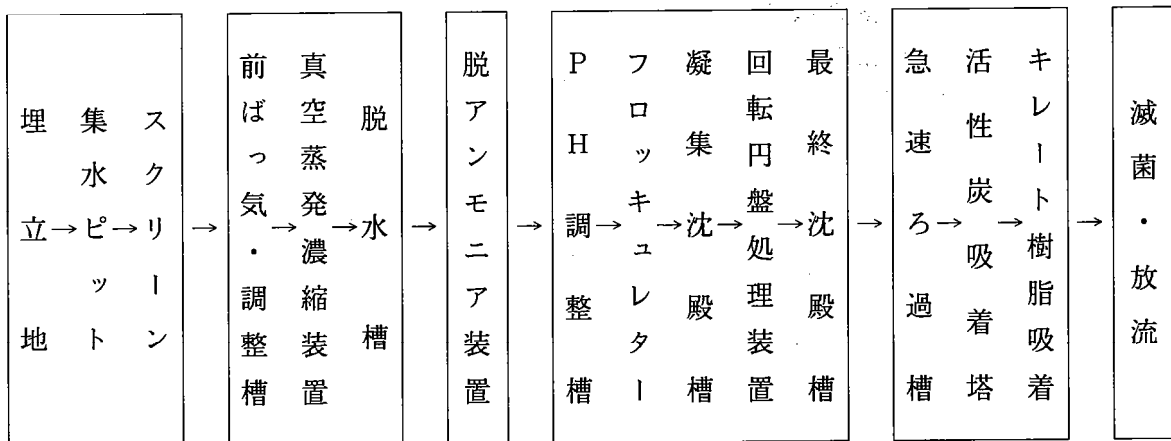 埋立地
→
集水ピット
→
スクリーン
→
前ばっ気・調整槽
→
真空蒸発濃縮装置
→
脱水槽
→
脱アンモニア装置
→
PH調整槽
→
フロッキュレター
→
凝集沈殿槽
→
回転円盤処理装置
→
最終沈殿槽
→
急速ろ過槽
→
活性炭吸着塔
→
キレート樹脂吸着
→
滅菌・放流